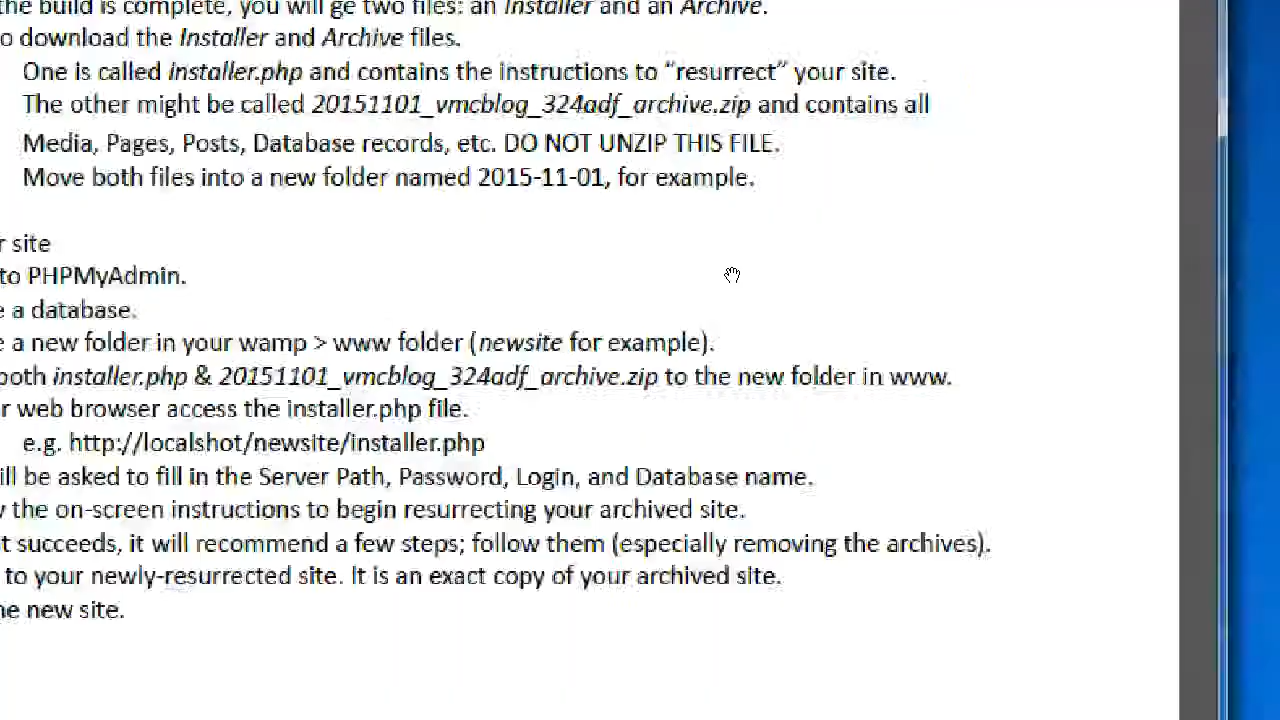 the build is complete, you will ge two files: an Installer and an Archive.
o download the Installer and Archive files.
One is called installer.php and contains the instructions to “resurrect” your site.
The other might be called 20151101_vmcblog_324adf_archive.zip and contains all
Media, Pages, Posts, Database records, etc. DO NOT UNZIP THIS FILE.
Move both files into a new folder named 2015-11-01, for example.
r site
to PHPMyAdmin.
e a database.
e a new folder in your wamp > www folder (newsite for example).
both installer.php & 20151101_vmcblog_324adf_archive.zip to the new folder in www.
r web browser access the installer.php file.
e.g. http://localshot/newsite/installer.php
ill be asked to fill in the Server Path, Password, Login, and Database name.
w the on-screen instructions to begin resurrecting your archived site.
it succeeds, it will recommend a few steps; follow them (especially removing the archives).
to your newly-resurrected site. It is an exact copy of your archived site.
he new site.